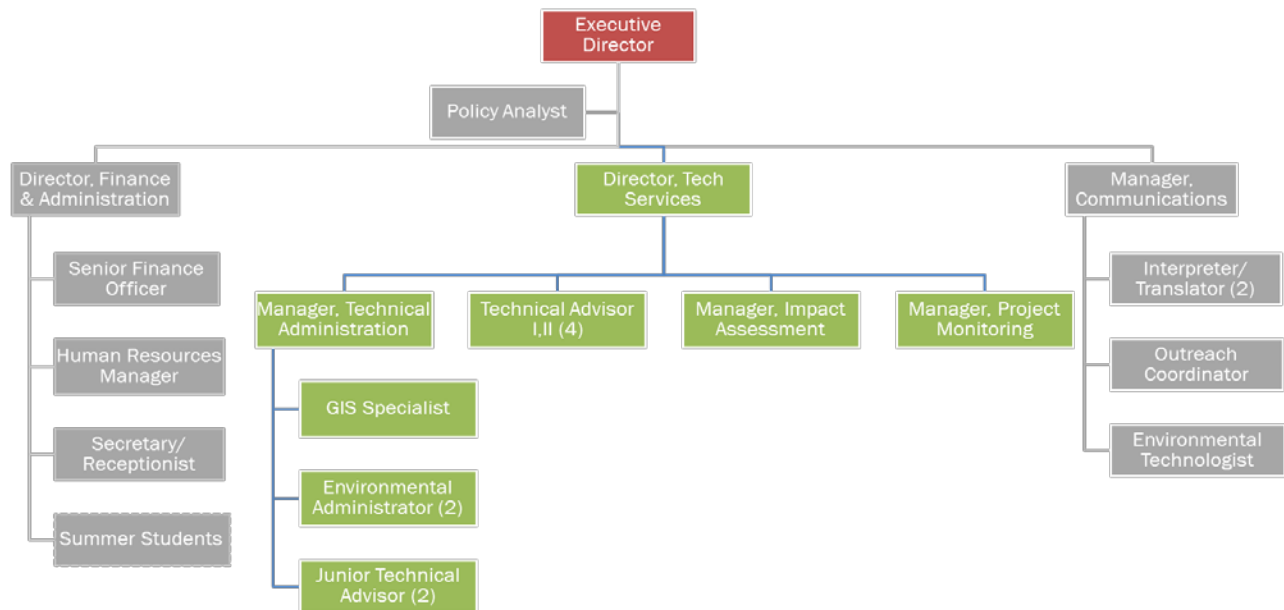 Executive
Director
Policy Analyst
Director, Finance
& Administration
Director, Tech
Services
Manager,
Communications
Senior Finance
Officer
Human Resources
Manager
Secretary/
Receptionist
Summer Students
Manager, Technical
Administration
Technical Advisor
I,II (4)
Manager, Impact
Assessment
Manager, Project
Monitoring
GIS Specialist
Environmental
Administrator (2)
Junior Technical
Advisor (2)
Interpreter/
Translator (2)
Outreach
Coordinator
Environmental
Technologist